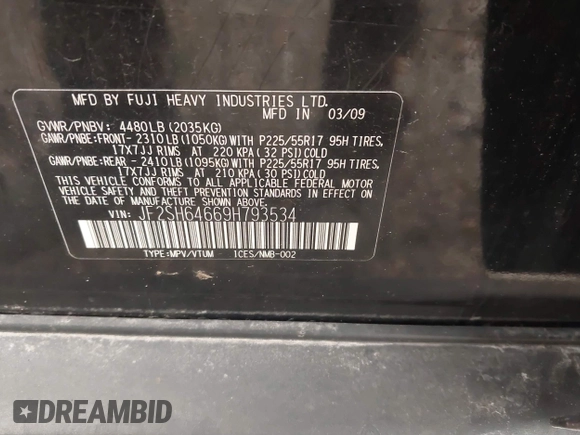 MFD BY FUJI HEAVY INDUSTRIES LTD.
MFD IN 03/09
GVWR/PNBV: 4480LB (2035KG)
GAWR/PNBE:FRONT- 2310LB (1050KG) WITH P225/55R17 95H TIRES,
17X7JJ RIMS AT 220 KPA ( 32 PSI) COLD
GAWR/PNBE:REAR - 2410LB (1095KG) WITH P225/55R17 95H TIRES,
17X7JJ RIMS AT 210 KPA ( 30 PSI) COLD
THIS VEHICLE CONFORMS TO ALL APPLICABLE FEDERAL MOTOR
VEHICLE SAFETY AND THEFT PREVENTION STANDARDS IN EFFECT ON
THE DATE OF MANUFACTURE SHOWN ABOVE.
VIN: JF2SH64669H793534
TYPE:MPV/VTUM ICES/NMB-002
DREAMBID